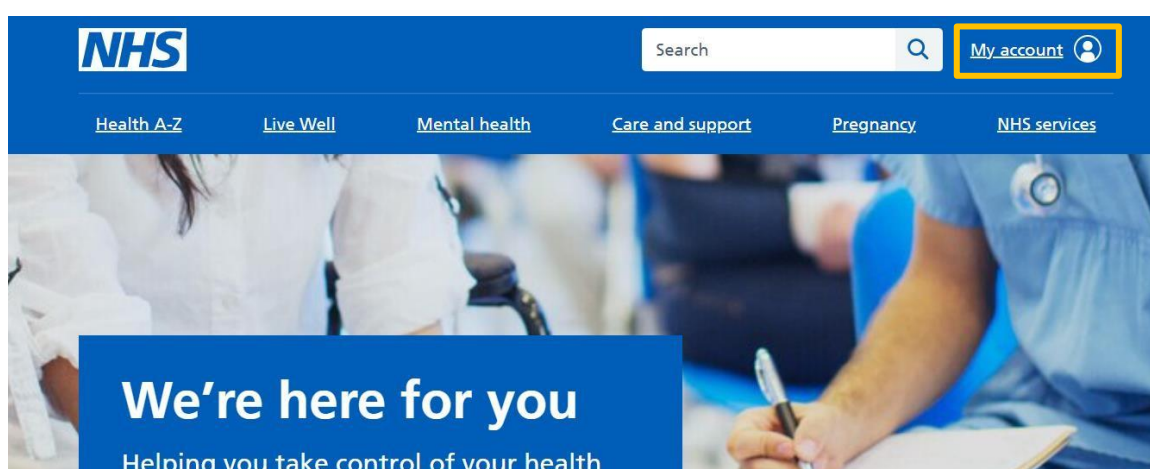 NHS
Search
My account
Health A-Z Live Well Mental health Care and support Pregnancy NHS services
We're here for you
Helping you take control of your health